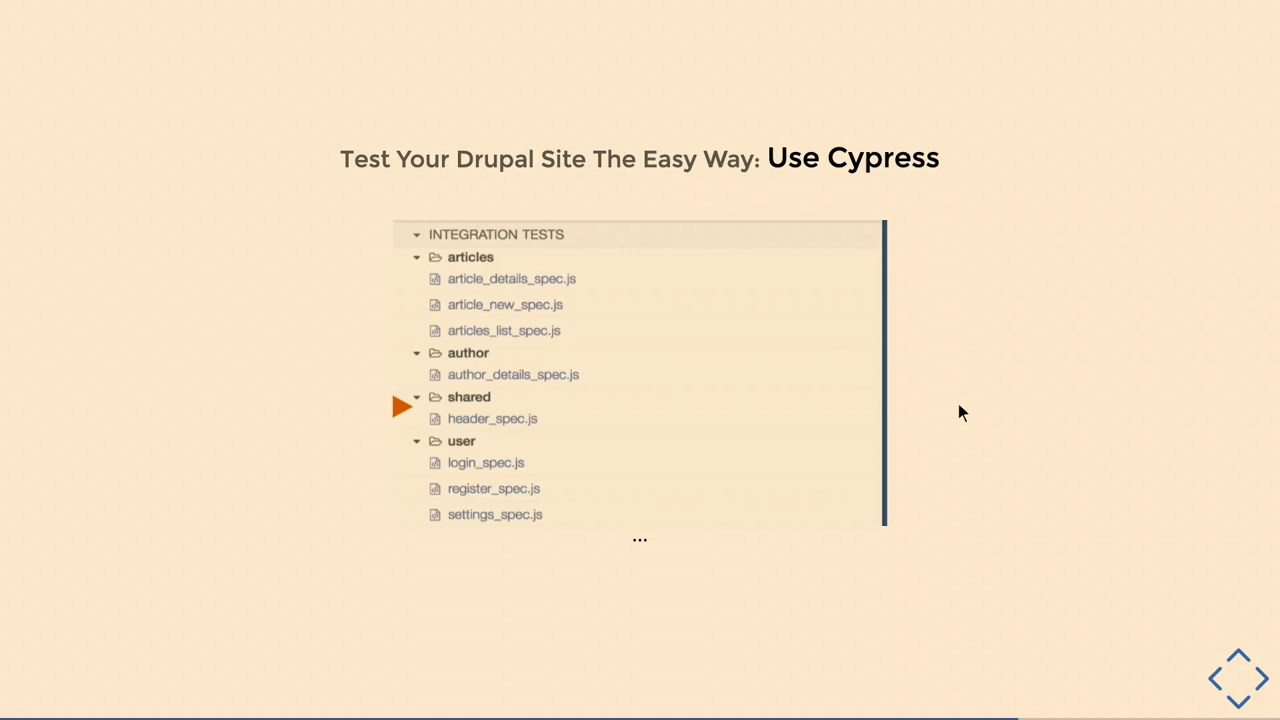 Test Your Drupal Site The Easy Way: Use Cypress
INTEGRATION TESTS
articles
article_details_spec.js
article_new_spec.js
articles_list_spec.js
author
author_details_spec.js
shared
header_spec.js
user
login_spec.js
register_spec.js
settings_spec.js
...